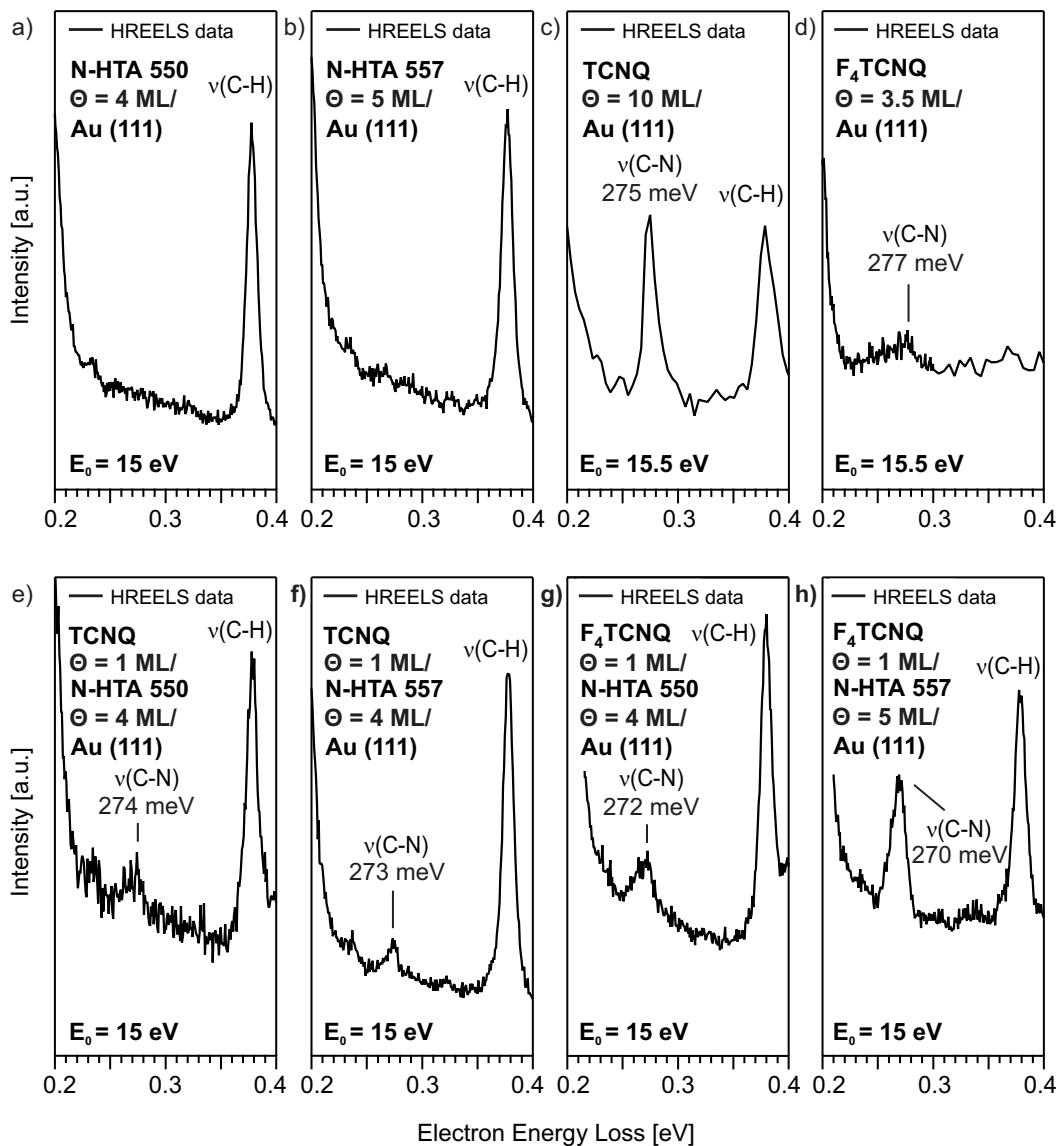 a)
HREELS data
N-HTA 550
Θ = 4 ML/
Au (111)
ν(C-H)
E₀ = 15 eV
0.2 0.3 0.4
b)
HREELS data
N-HTA 557
Θ = 5 ML/
Au (111)
ν(C-H)
E₀ = 15 eV
0.2 0.3 0.4
c)
HREELS data
TCNQ
Θ = 10 ML/
Au (111)
ν(C-N)
275 meV
ν(C-H)
E₀ = 15.5 eV
0.2 0.3 0.4
d)
HREELS data
F₄TCNQ
Θ = 3.5 ML/
Au (111)
ν(C-N)
277 meV
E₀ = 15.5 eV
0.2 0.3 0.4
Intensity [a.u.]
e)
HREELS data
TCNQ
Θ = 1 ML/
N-HTA 550
Θ = 4 ML/
Au (111)
ν(C-H)
ν(C-N)
274 meV
E₀ = 15 eV
0.2 0.3 0.4
f)
HREELS data
TCNQ
Θ = 1 ML/
N-HTA 557
Θ = 4 ML/
Au (111)
ν(C-H)
ν(C-N)
273 meV
E₀ = 15 eV
0.2 0.3 0.4
g)
HREELS data
F₄TCNQ
Θ = 1 ML/
N-HTA 550
Θ = 4 ML/
Au (111)
ν(C-H)
ν(C-N)
272 meV
E₀ = 15 eV
0.2 0.3 0.4
h)
HREELS data
F₄TCNQ
Θ = 1 ML/
N-HTA 557
Θ = 5 ML/
Au (111)
ν(C-H)
ν(C-N)
270 meV
E₀ = 15 eV
0.2 0.3 0.4
Intensity [a.u.]
Electron Energy Loss [eV]